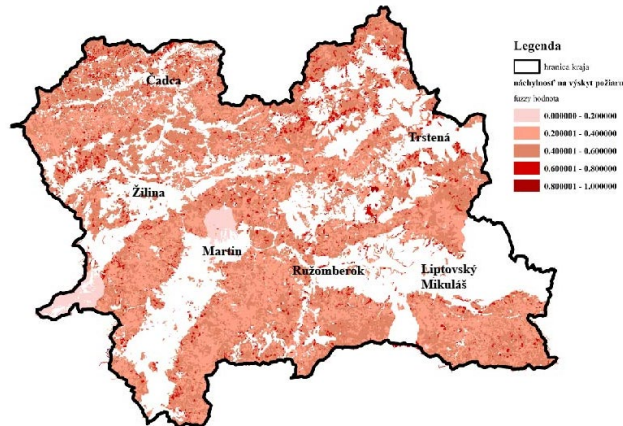 Legenda
hranica kraja
náchylnosť na výskyt požiaru
fuzzy hodnota
0.000000 - 0.200000
0.200001 - 0.400000
0.400001 - 0.600000
0.600001 - 0.800000
0.800001 - 1.000000
Čadca
Trstená
Žilina
Martin
Ružomberok
Liptovský
Mikuláš